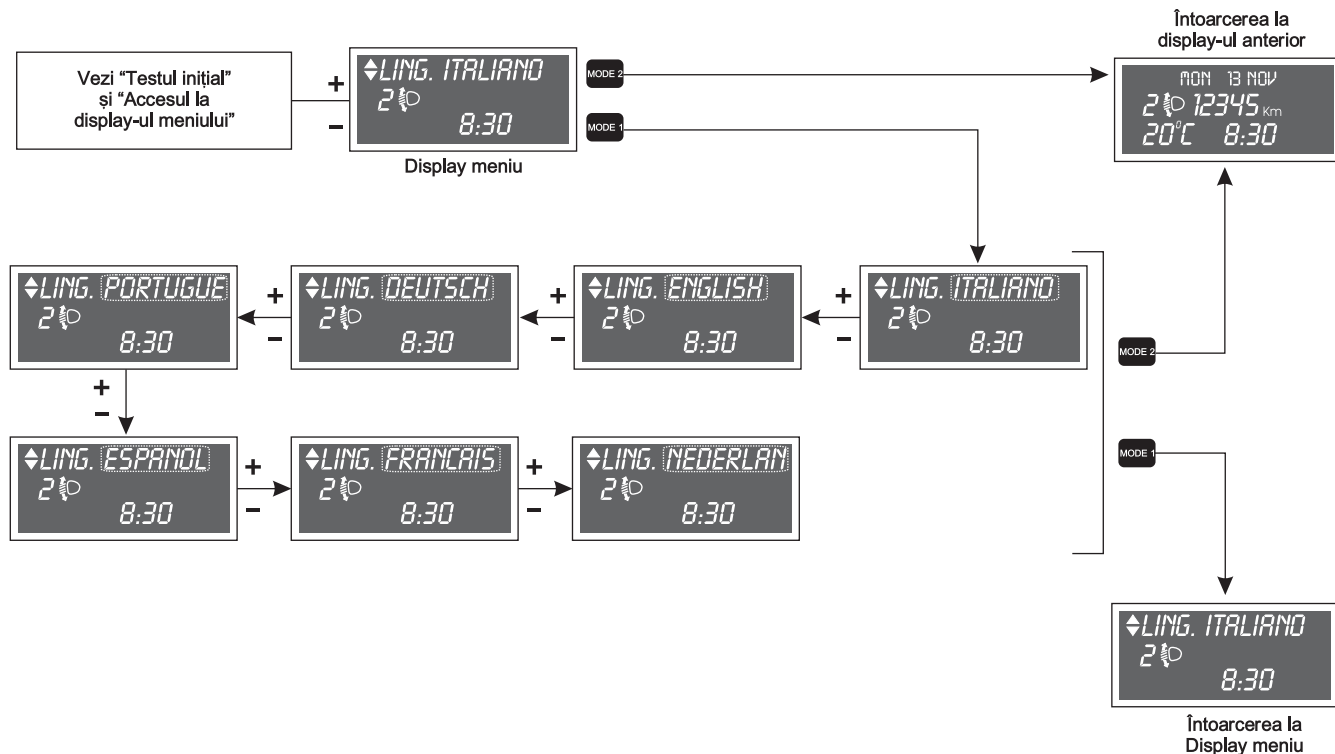 Întoarcerea la
display-ul anterior
Vezi “Testul iniţial”
şi “Accesul la
display-ul meniului”
+
−
LING. ITALIANO
2
8:30
Display meniu
MODE 2
MODE 1
MON 13 NOV
2 12345 Km
20°C 8:30
LING. PORTUGUE
2
8:30
+
−
LING. DEUTSCH
2
8:30
+
−
LING. ENGLISH
2
8:30
+
−
LING. ITALIANO
2
8:30
MODE 2
+
−
LING. ESPANOL
2
8:30
+
−
LING. FRANCAIS
2
8:30
+
−
LING. NEDERLAN
2
8:30
MODE 1
LING. ITALIANO
2
8:30
Întoarcerea la
Display meniu